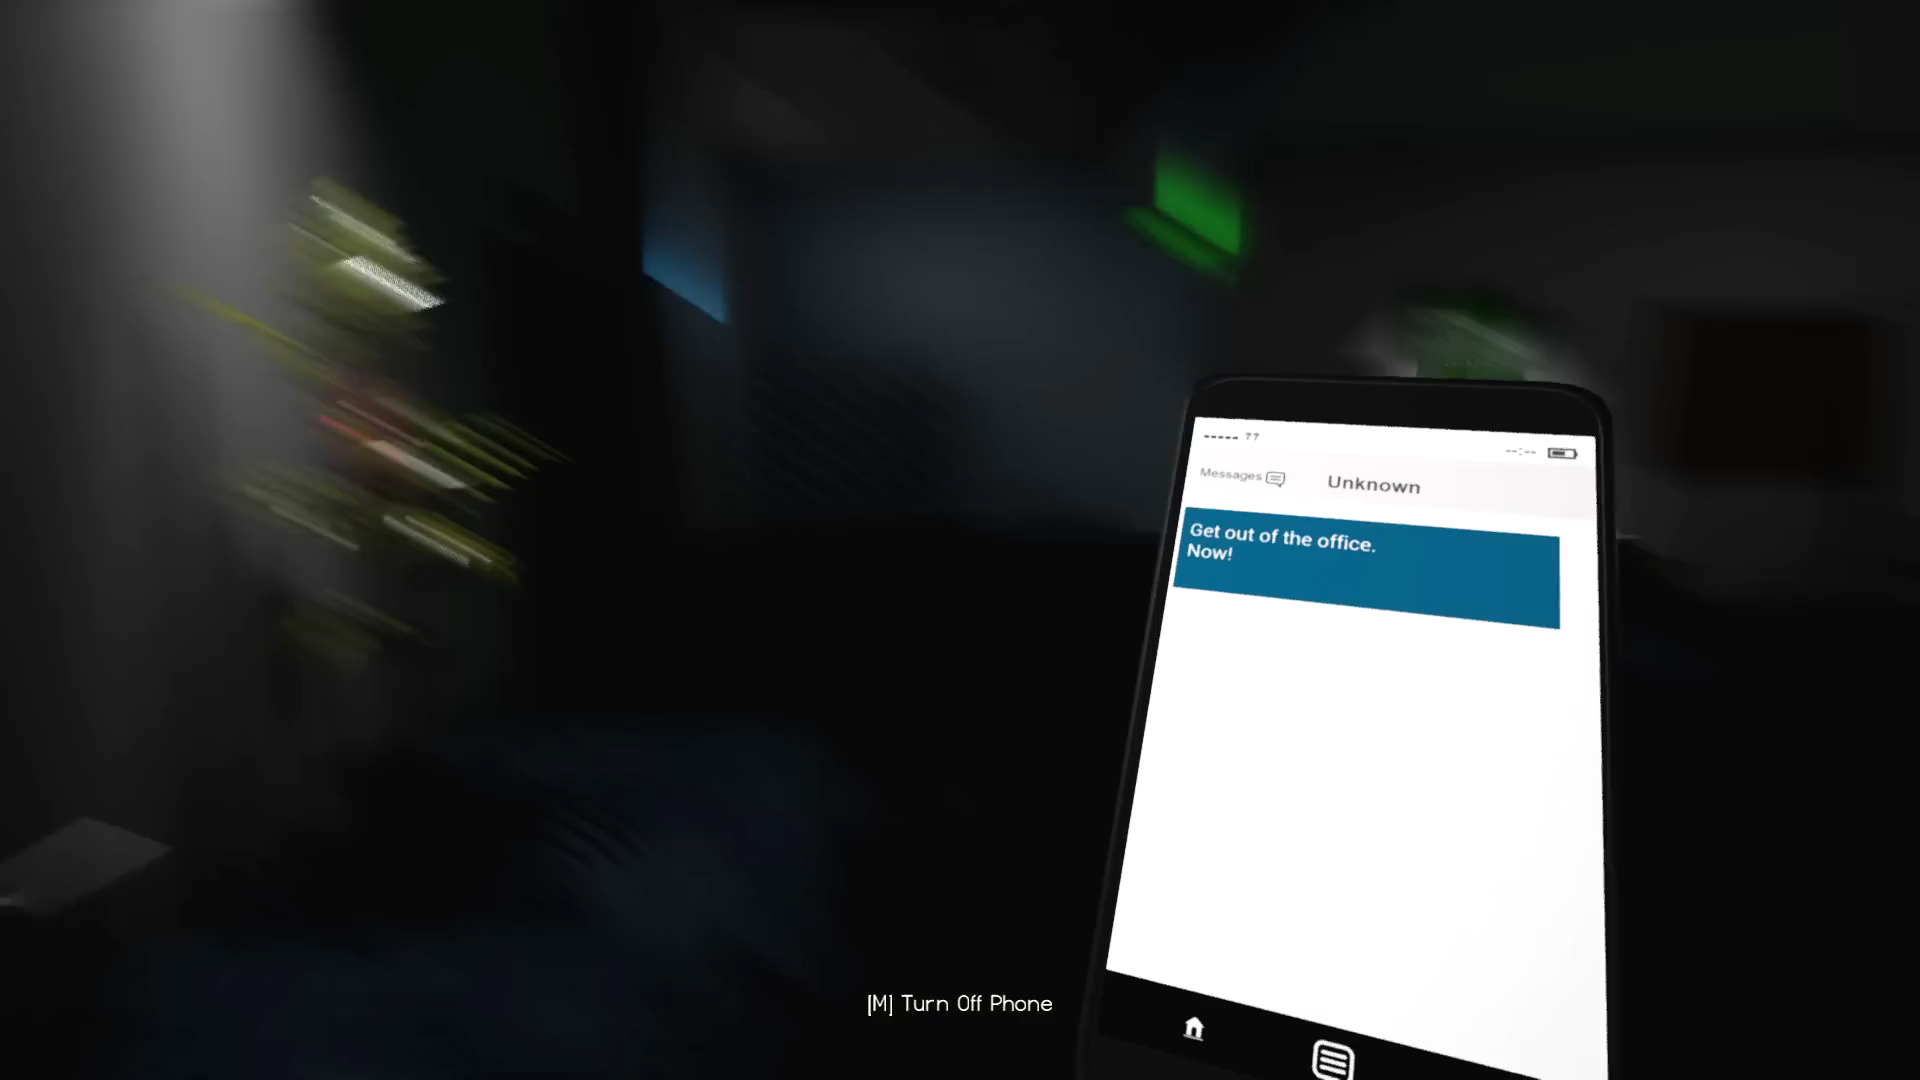 ----- ??
--:--
Messages
Unknown
Get out of the office.
Now!
[M] Turn Off Phone